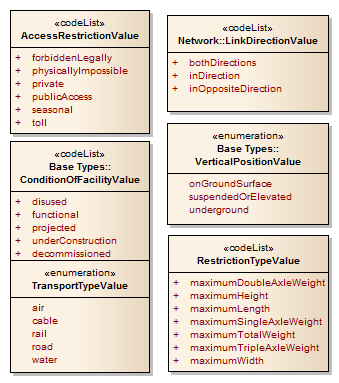 «codeList»
AccessRestrictionValue
+ forbiddenLegally
+ physicallyImpossible
+ private
+ publicAccess
+ seasonal
+ toll
«codeList»
Base Types::
ConditionOfFacilityValue
+ disused
+ functional
+ projected
+ underConstruction
+ decommissioned
«enumeration»
TransportTypeValue
air
cable
rail
road
water
«codeList»
Network::LinkDirectionValue
+ bothDirections
+ inDirection
+ inOppositeDirection
«enumeration»
Base Types::
VerticalPositionValue
onGroundSurface
suspendedOrElevated
underground
«codeList»
RestrictionTypeValue
+ maximumDoubleAxleWeight
+ maximumHeight
+ maximumLength
+ maximumSingleAxleWeight
+ maximumTotalWeight
+ maximumTripleAxleWeight
+ maximumWidth